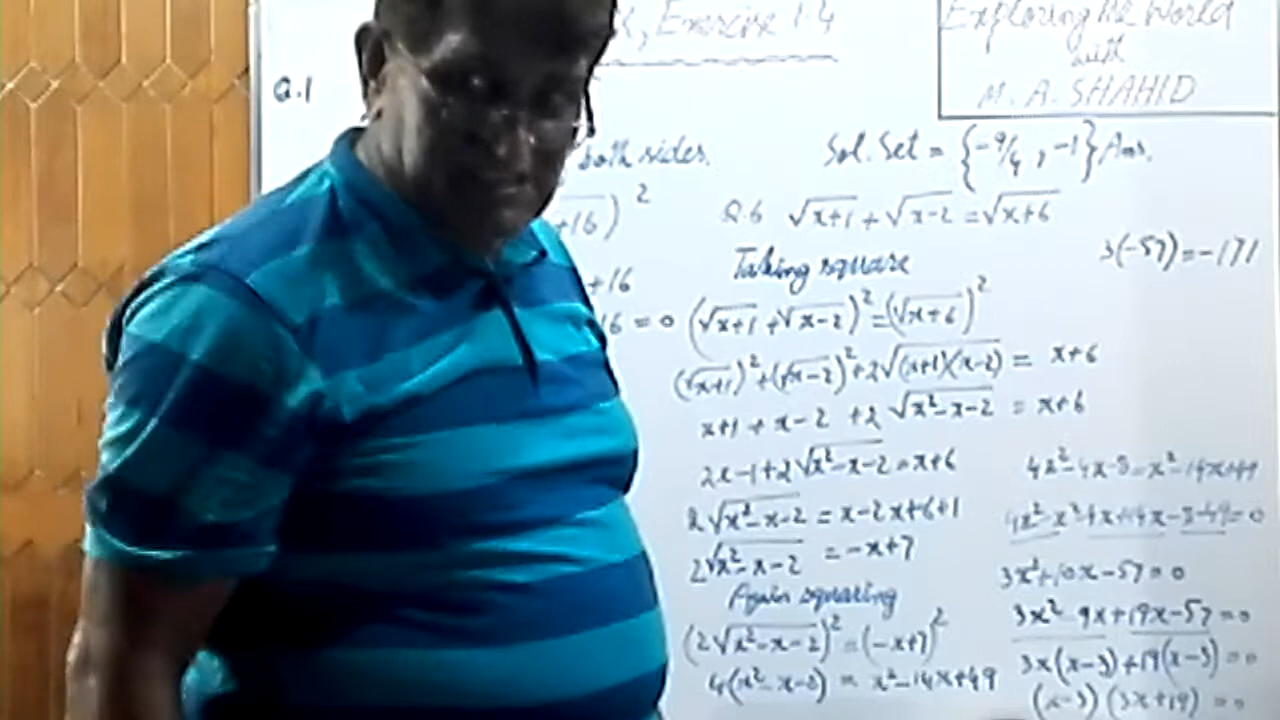 , Exercise 1.4
Exploring the World
with
M. A. SHAHID
Q.1
both sides.
+16)²
+16
16 = 0
Sol. Set = {-9/4, -1} Ans.
Q.6 √x+1 + √x-2 = √x+6
3(-57) = -171
Taking square
(√x+1 + √x-2)² = (√x+6)²
(√x+1)² + (√x-2)² + 2√(x+1)(x-2) = x+6
x+1 + x-2 + 2√x²-x-2 = x+6
2x-1+2√x²-x-2 = x+6
2√x²-x-2 = x-2x+6+1
2√x²-x-2 = -x+7
Again squaring
(2√x²-x-2)² = (-x+7)²
4(x²-x-2) = x²-14x+49
4x²-4x-8 = x²-14x+49
4x²-x²-4x+14x-8-49=0
3x²+10x-57=0
3x²-9x+19x-57=0
3x(x-3)+19(x-3)=0
(x-3)(3x+19)=0